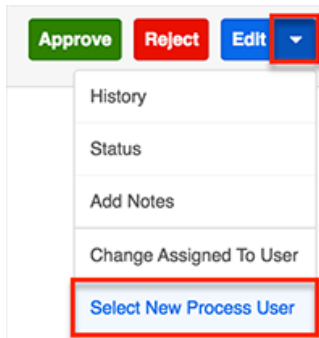 Approve Reject Edit
History
Status
Add Notes
Change Assigned To User
Select New Process User